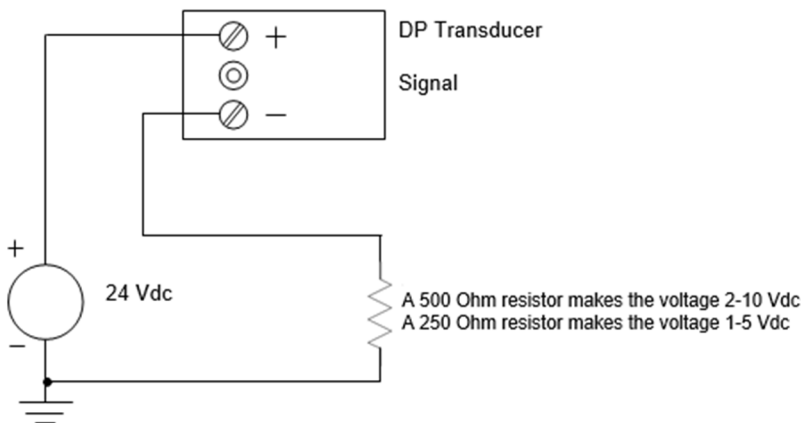 +
DP Transducer
Signal
−
+
24 Vdc
−
A 500 Ohm resistor makes the voltage 2-10 Vdc
A 250 Ohm resistor makes the voltage 1-5 Vdc